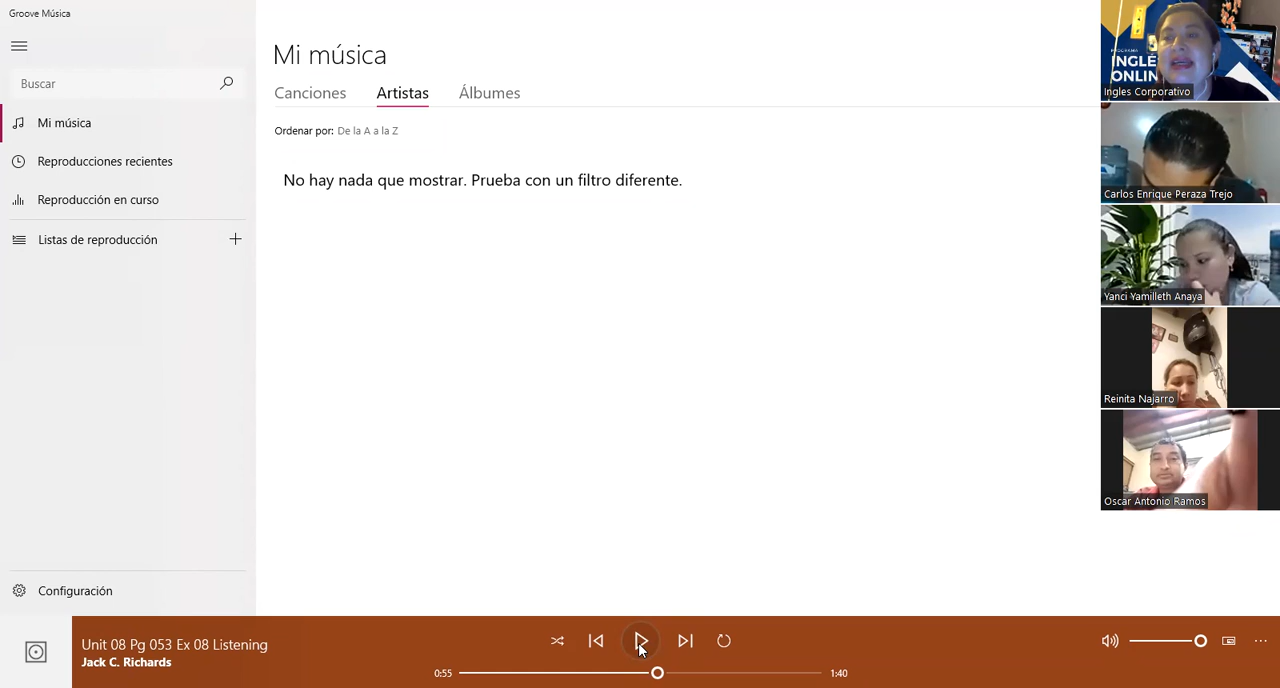 Groove Música
Buscar
Mi música
Reproducciones recientes
Reproducción en curso
Listas de reproducción
Configuración
Mi música
Canciones
Artistas
Álbumes
Ordenar por: De la A a la Z
No hay nada que mostrar. Prueba con un filtro diferente.
PROGRAMA
INGLÉ
ONLIN
Ingles Corporativo
Carlos Enrique Peraza Trejo
Yanci Yamilleth Anaya
Reinita Najarro
Oscar Antonio Ramos
Unit 08 Pg 053 Ex 08 Listening
Jack C. Richards
0:55
1:40